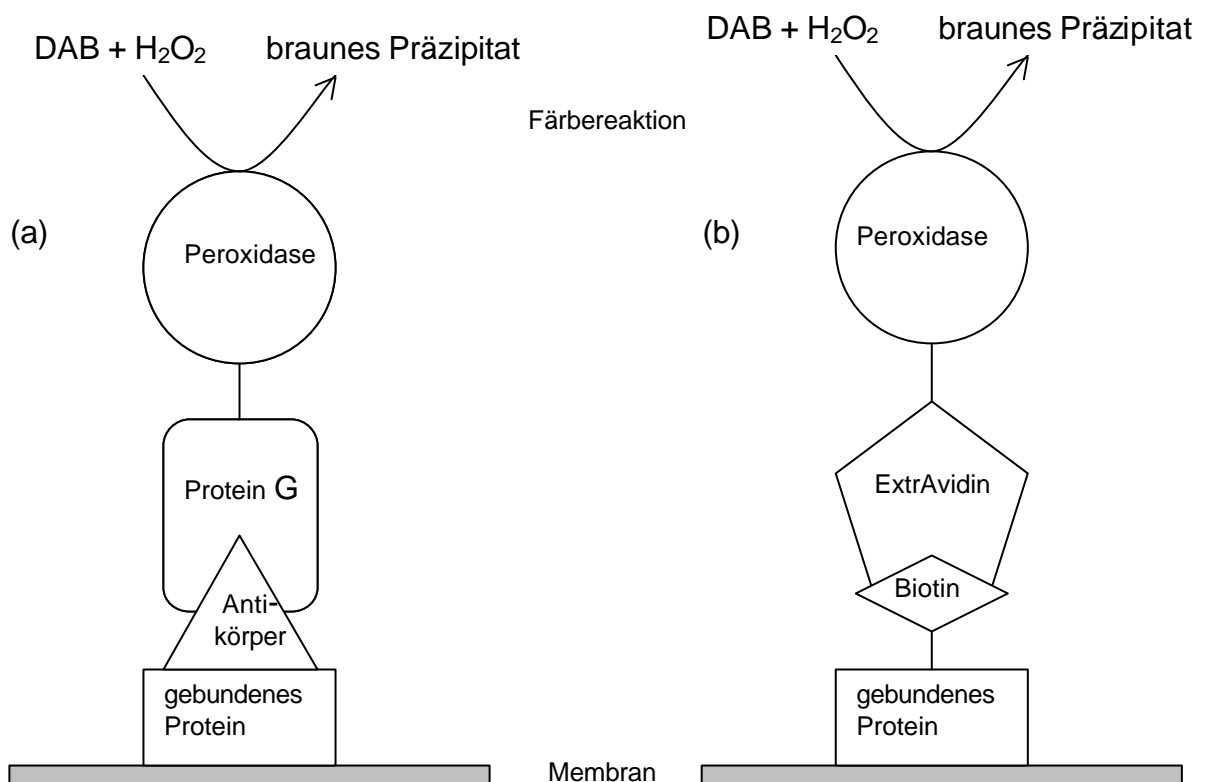 DAB + H₂O₂ braunes Präzipitat
DAB + H₂O₂ braunes Präzipitat
Färbereaktion
(a)
Peroxidase
(b)
Peroxidase
Protein G
ExtrAvidin
Anti-
körper
Biotin
gebundenes
Protein
gebundenes
Protein
Membran